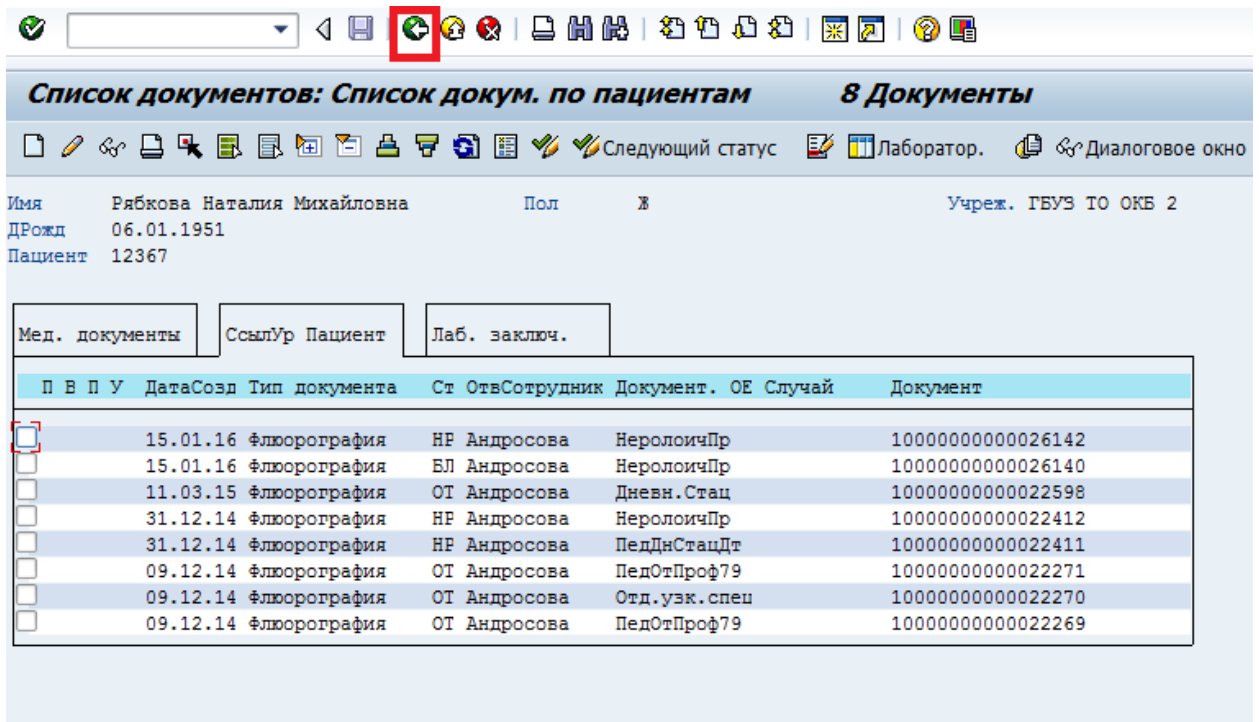 Список документов: Список докум. по пациентам 8 Документы
Следующий статус Лаборатор. Диалоговое окно
Имя Рябкова Наталия Михайловна Пол Ж Учреж. ГБУЗ ТО ОКБ 2
ДРожд 06.01.1951
Пациент 12367
Мед. документы СсылУр Пациент Лаб. заключ.
П В П У ДатаСозд Тип документа Ст ОтвСотрудник Документ. ОЕ Случай Документ
15.01.16 Флюорография НР Андросова НеролоичПр 10000000000026142
15.01.16 Флюорография БЛ Андросова НеролоичПр 10000000000026140
11.03.15 Флюорография ОТ Андросова Дневн.Стац 10000000000022598
31.12.14 Флюорография НР Андросова НеролоичПр 10000000000022412
31.12.14 Флюорография НР Андросова ПедДнСтацДт 10000000000022411
09.12.14 Флюорография ОТ Андросова ПедОтПроф79 10000000000022271
09.12.14 Флюорография ОТ Андросова Отд.узк.спец 10000000000022270
09.12.14 Флюорография ОТ Андросова ПедОтПроф79 10000000000022269